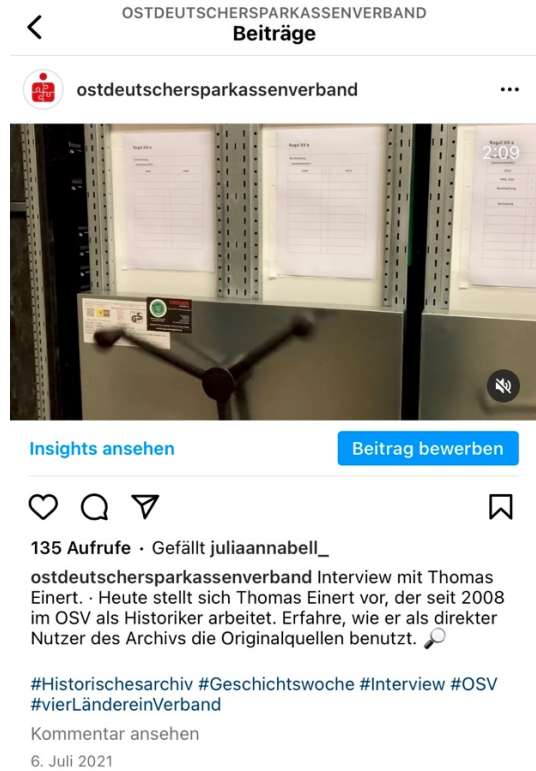 OSTDEUTSCHERSPARKASSENVERBAND
Beiträge
ostdeutschersparkassenverband
2:09
Insights ansehen
Beitrag bewerben
135 Aufrufe · Gefällt juliaannabell_
ostdeutschersparkassenverband Interview mit Thomas
Einert. · Heute stellt sich Thomas Einert vor, der seit 2008
im OSV als Historiker arbeitet. Erfahre, wie er als direkter
Nutzer des Archivs die Originalquellen benutzt. 🔎
#Historischesarchiv #Geschichtswoche #Interview #OSV
#vierLändereinVerband
Kommentar ansehen
6. Juli 2021